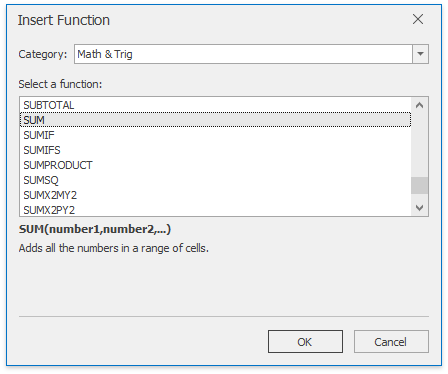 Insert Function
Category: Math & Trig
Select a function:
SUBTOTAL
SUM
SUMIF
SUMIFS
SUMPRODUCT
SUMSQ
SUMX2MY2
SUMX2PY2
SUM(number1,number2,...)
Adds all the numbers in a range of cells.
OK Cancel